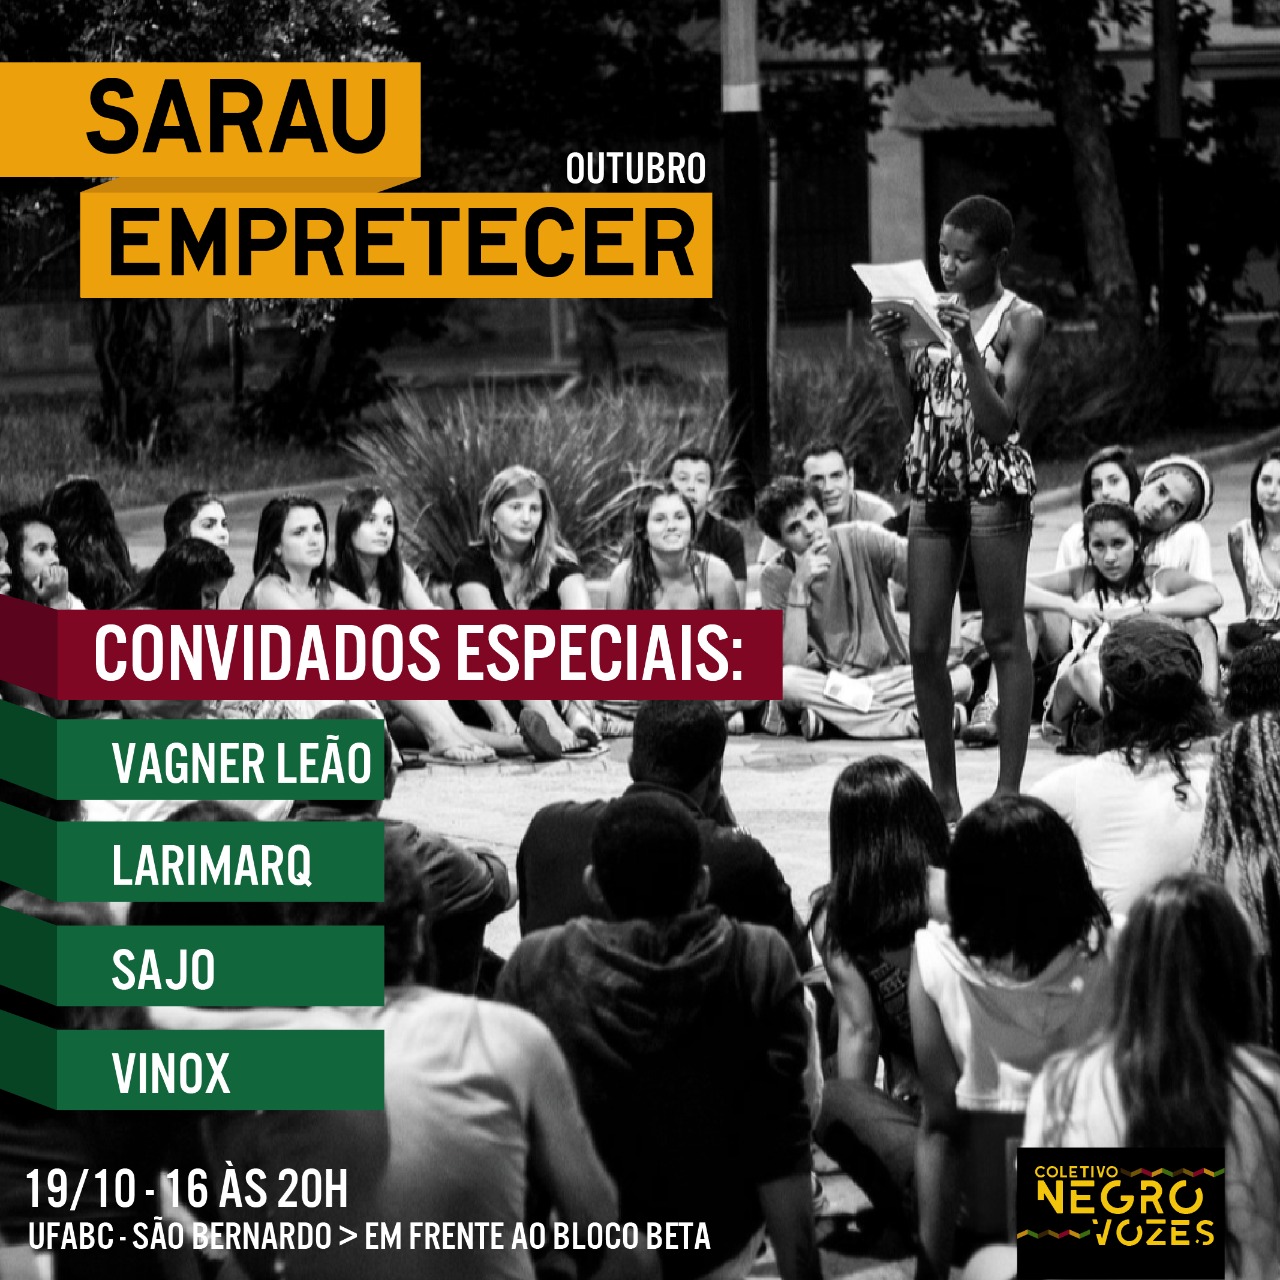 SARAU
OUTUBRO
EMPRETECER
CONVIDADOS ESPECIAIS:
VAGNER LEÃO
LARIMARQ
SAJO
VINOX
19/10 - 16 ÀS 20H
UFABC - SÃO BERNARDO > EM FRENTE AO BLOCO BETA
COLETIVO
NEGRO
VOZES